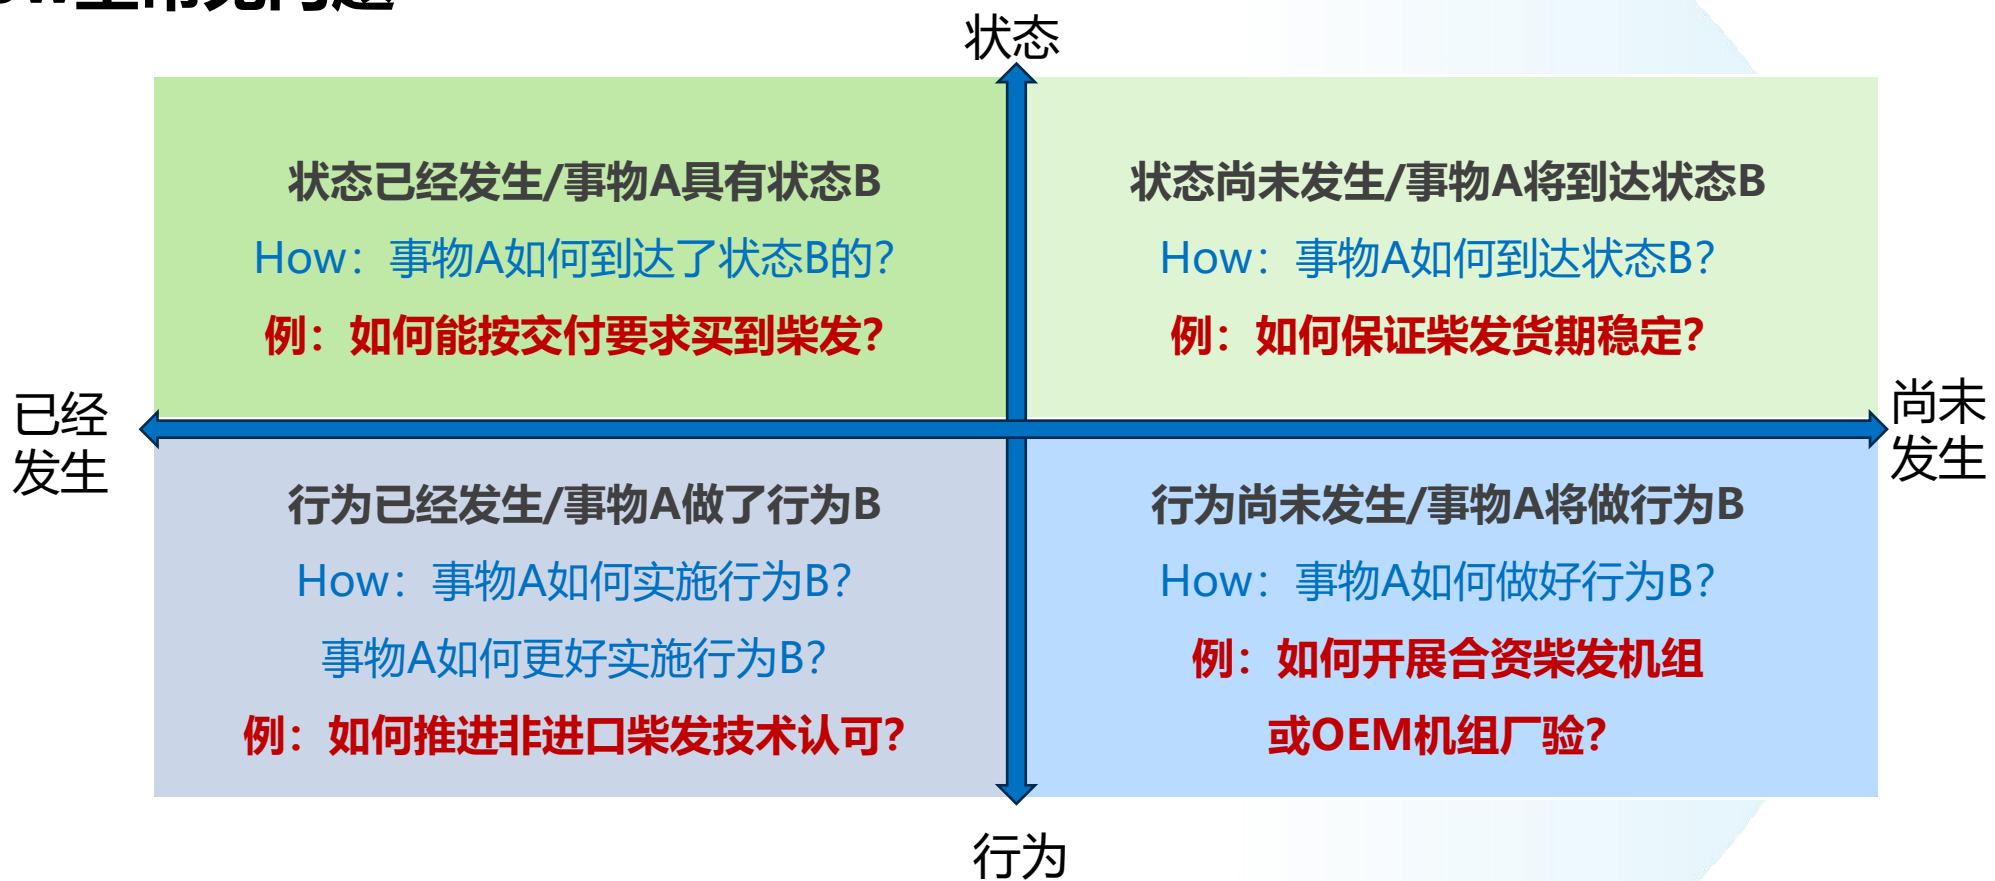 状态
状态已经发生/事物A具有状态B
How：事物A如何到达了状态B的？
例：如何能按交付要求买到柴发？
状态尚未发生/事物A将到达状态B
How：事物A如何到达状态B？
例：如何保证柴发货期稳定？
已经
发生
尚未
发生
行为已经发生/事物A做了行为B
How：事物A如何实施行为B？
事物A如何更好实施行为B？
例：如何推进非进口柴发技术认可？
行为尚未发生/事物A将做行为B
How：事物A如何做好行为B？
例：如何开展合资柴发机组
或OEM机组厂验？
行为